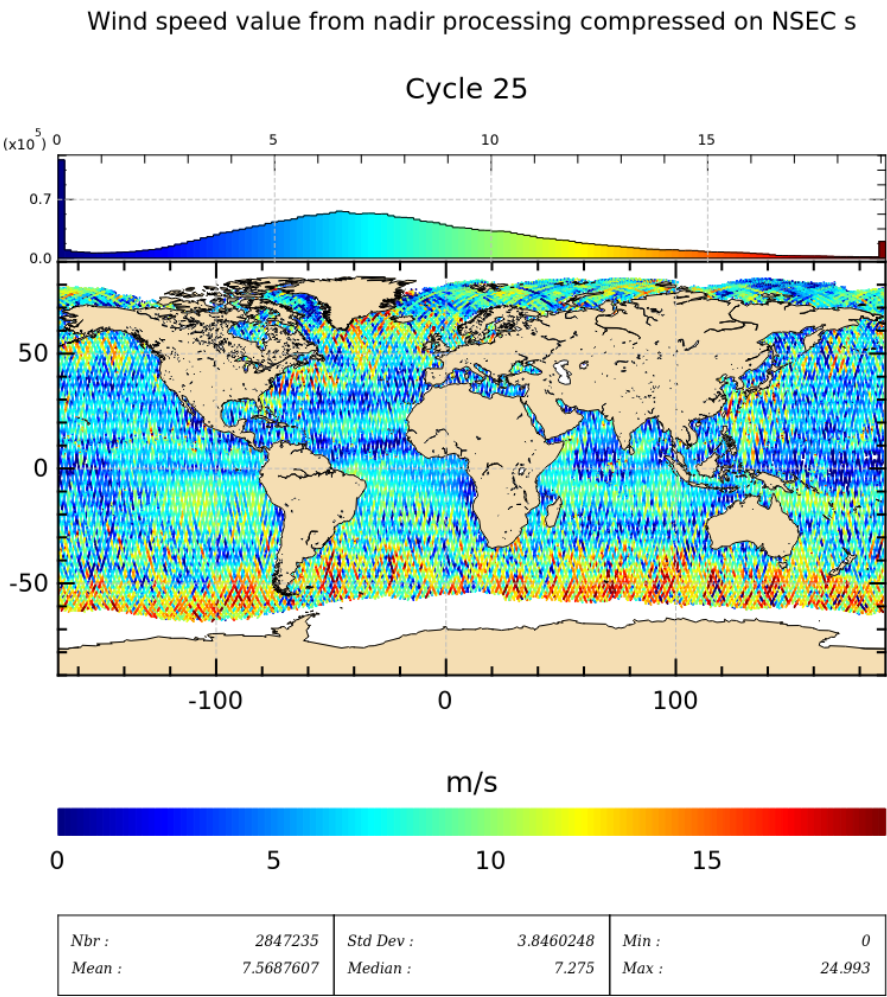 Wind speed value from nadir processing compressed on NSEC s
Cycle 25
(x10^5) 0 5 10 15
0.7
0.0
50
0
-50
-100 0 100
m/s
0 5 10 15
Nbr : 2847235 Std Dev : 3.8460248 Min : 0
Mean : 7.5687607 Median : 7.275 Max : 24.993